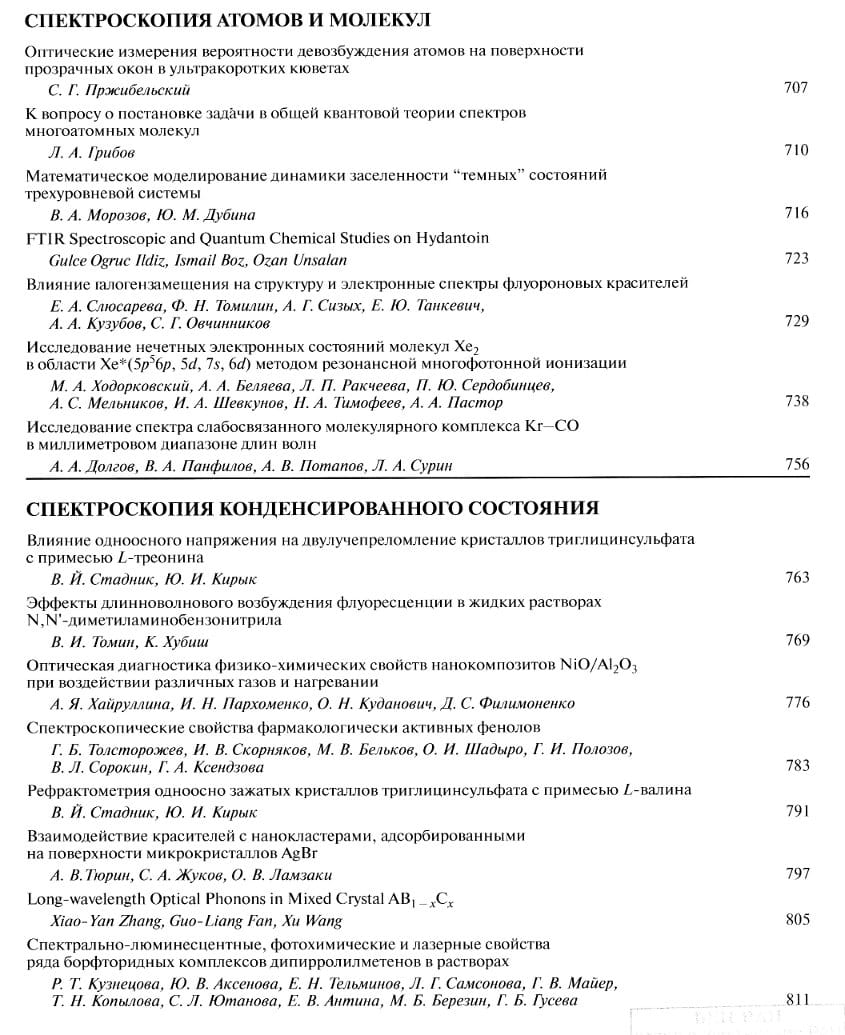 СПЕКТРОСКОПИЯ АТОМОВ И МОЛЕКУЛ
Оптические измерения вероятности девозбуждения атомов на поверхности
прозрачных окон в ультракоротких кюветах
С. Г. Пржибельский 707
К вопросу о постановке задачи в общей квантовой теории спектров
многоатомных молекул
Л. А. Грибов 710
Математическое моделирование динамики заселенности “темных” состояний
трехуровневой системы
В. А. Морозов, Ю. М. Дубина 716
FTIR Spectroscopic and Quantum Chemical Studies on Hydantoin
Gulce Ogruc Ildiz, Ismail Boz, Ozan Unsalan 723
Влияние галогензамещения на структуру и электронные спектры флуороновых красителей
Е. А. Слюсарева, Ф. Н. Томилин, А. Г. Сизых, Е. Ю. Танкевич,
А. А. Кузубов, С. Г. Овчинников 729
Исследование нечетных электронных состояний молекул Xe₂
в области Xe*(5p⁵6p, 5d, 7s, 6d) методом резонансной многофотонной ионизации
М. А. Ходорковский, А. А. Беляева, Л. П. Ракчеева, П. Ю. Сердобинцев,
А. С. Мельников, И. А. Шевкунов, Н. А. Тимофеев, А. А. Пастор 738
Исследование спектра слабосвязанного молекулярного комплекса Kr–CO
в миллиметровом диапазоне длин волн
А. А. Долгов, В. А. Панфилов, А. В. Потапов, Л. А. Сурин 756
СПЕКТРОСКОПИЯ КОНДЕНСИРОВАННОГО СОСТОЯНИЯ
Влияние одноосного напряжения на двулучепреломление кристаллов триглицинсульфата
с примесью L-треонина
В. Й. Стадник, Ю. И. Кирык 763
Эффекты длинноволнового возбуждения флуоресценции в жидких растворах
N,N'-диметиламинобензонитрила
В. И. Томин, К. Хубиш 769
Оптическая диагностика физико-химических свойств нанокомпозитов NiO/Al₂O₃
при воздействии различных газов и нагревании
А. Я. Хайруллина, И. Н. Пархоменко, О. Н. Куданович, Д. С. Филимоненко 776
Спектроскопические свойства фармакологически активных фенолов
Г. Б. Толсторожев, И. В. Скорняков, М. В. Бельков, О. И. Шадыро, Г. И. Полозов,
В. Л. Сорокин, Г. А. Ксендзова 783
Рефрактометрия одноосно зажатых кристаллов триглицинсульфата с примесью L-валина
В. Й. Стадник, Ю. И. Кирык 791
Взаимодействие красителей с нанокластерами, адсорбированными
на поверхности микрокристаллов AgBr
А. В.Тюрин, С. А. Жуков, О. В. Ламзаки 797
Long-wavelength Optical Phonons in Mixed Crystal AB₁₋ₓCₓ
Xiao-Yan Zhang, Guo-Liang Fan, Xu Wang 805
Спектрально-люминесцентные, фотохимические и лазерные свойства
ряда борфторидных комплексов дипирролилметенов в растворах
Р. Т. Кузнецова, Ю. В. Аксенова, Е. Н. Тельминов, Л. Г. Самсонова, Г. В. Майер,
Т. Н. Копылова, С. Л. Ютанова, Е. В. Антина, М. Б. Березин, Г. Б. Гусева 811